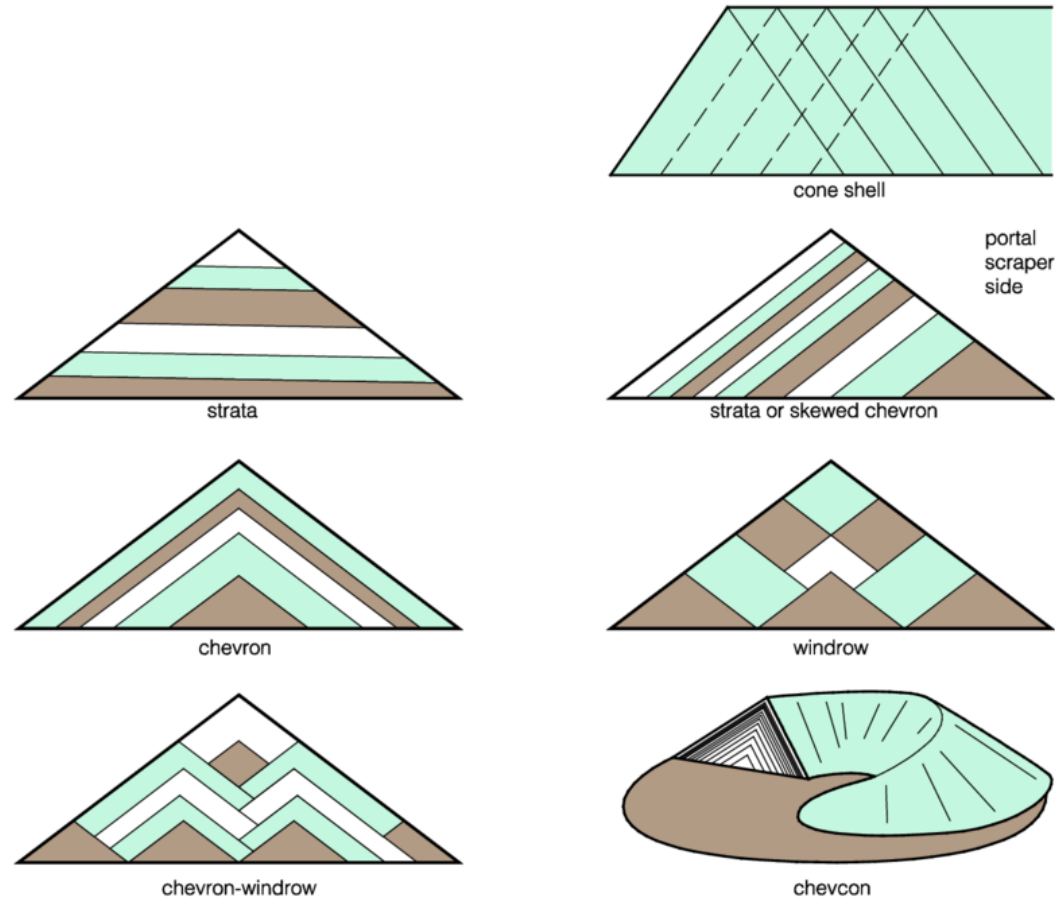 cone shell
portal
scraper
side
strata
strata or skewed chevron
chevron
windrow
chevron-windrow
chevcon